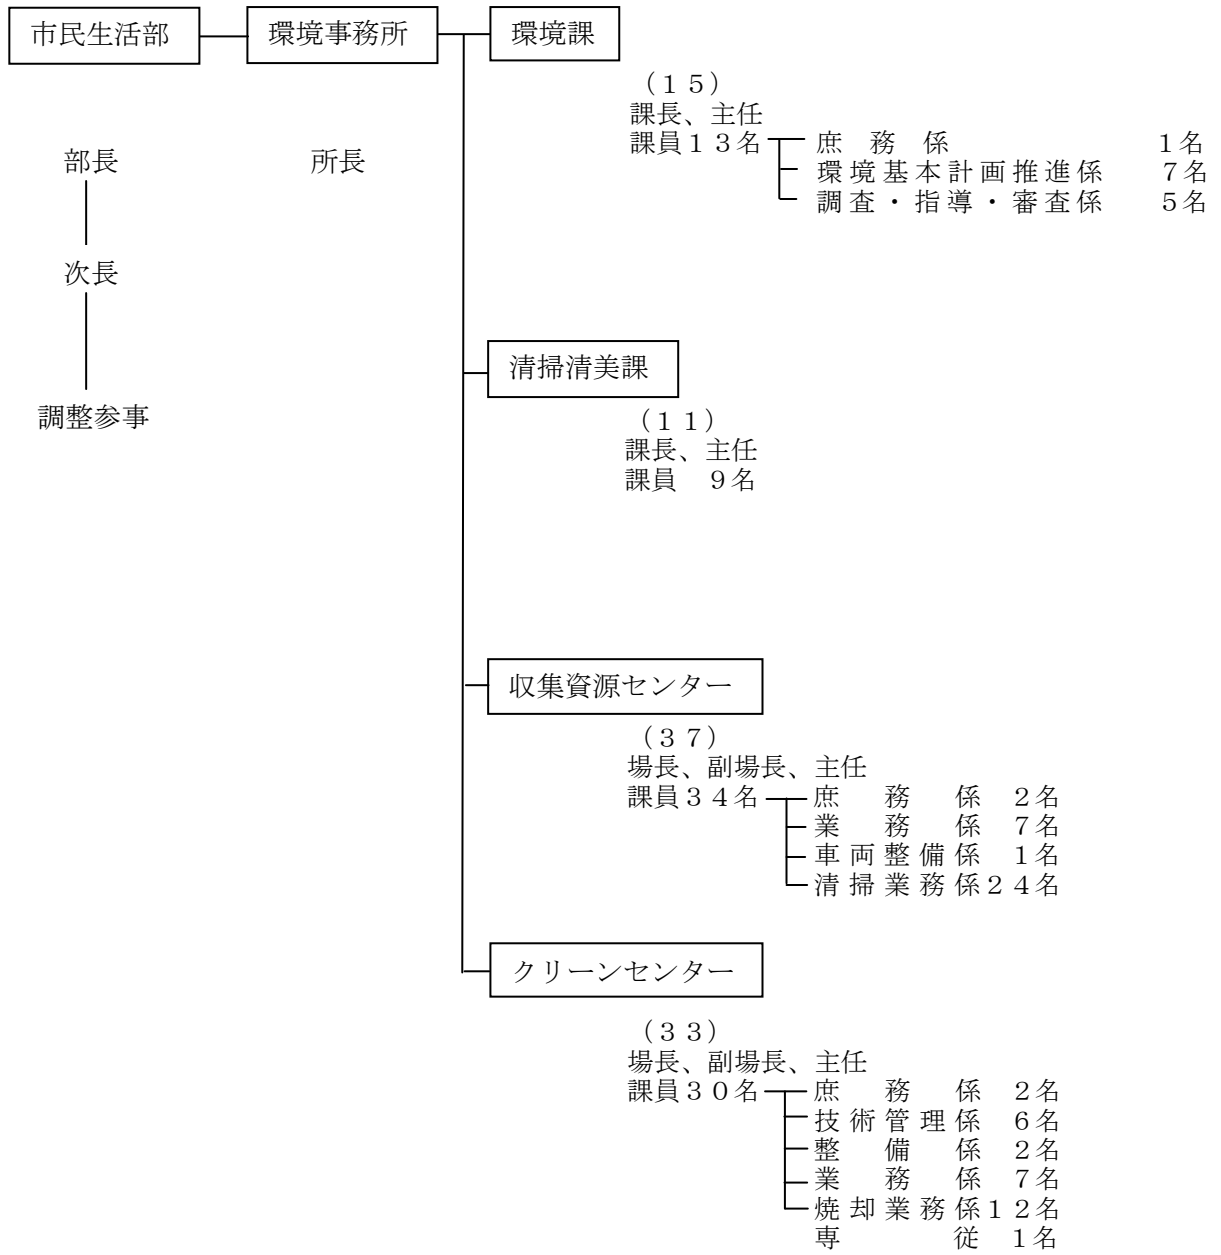 市民生活部 環境事務所 環境課
（１５）
課長、主任
課員１３名 庶務係 １名
環境基本計画推進係 ７名
調査・指導・審査係 ５名
部長 所長
次長
調整参事
清掃清美課
（１１）
課長、主任
課員 ９名
収集資源センター
（３７）
場長、副場長、主任
課員３４名 庶務係 ２名
業務係 ７名
車両整備係 １名
清掃業務係２４名
クリーンセンター
（３３）
場長、副場長、主任
課員３０名 庶務係 ２名
技術管理係 ６名
整備係 ２名
業務係 ７名
焼却業務係１２名
専従 １名